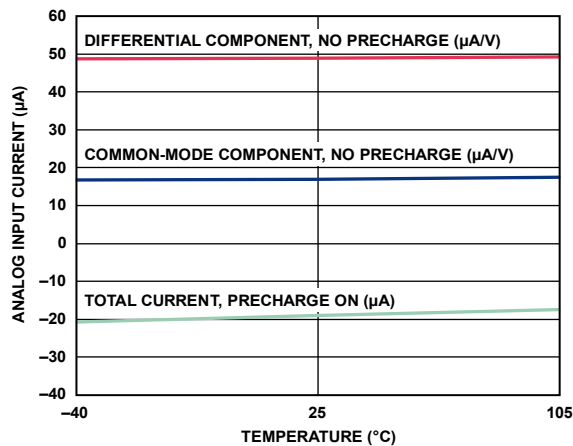 60
50
40
30
20
10
0
–10
–20
–30
–40
ANALOG INPUT CURRENT (µA)
DIFFERENTIAL COMPONENT, NO PRECHARGE (µA/V)
COMMON-MODE COMPONENT, NO PRECHARGE (µA/V)
TOTAL CURRENT, PRECHARGE ON (µA)
–40 25 105
TEMPERATURE (°C)